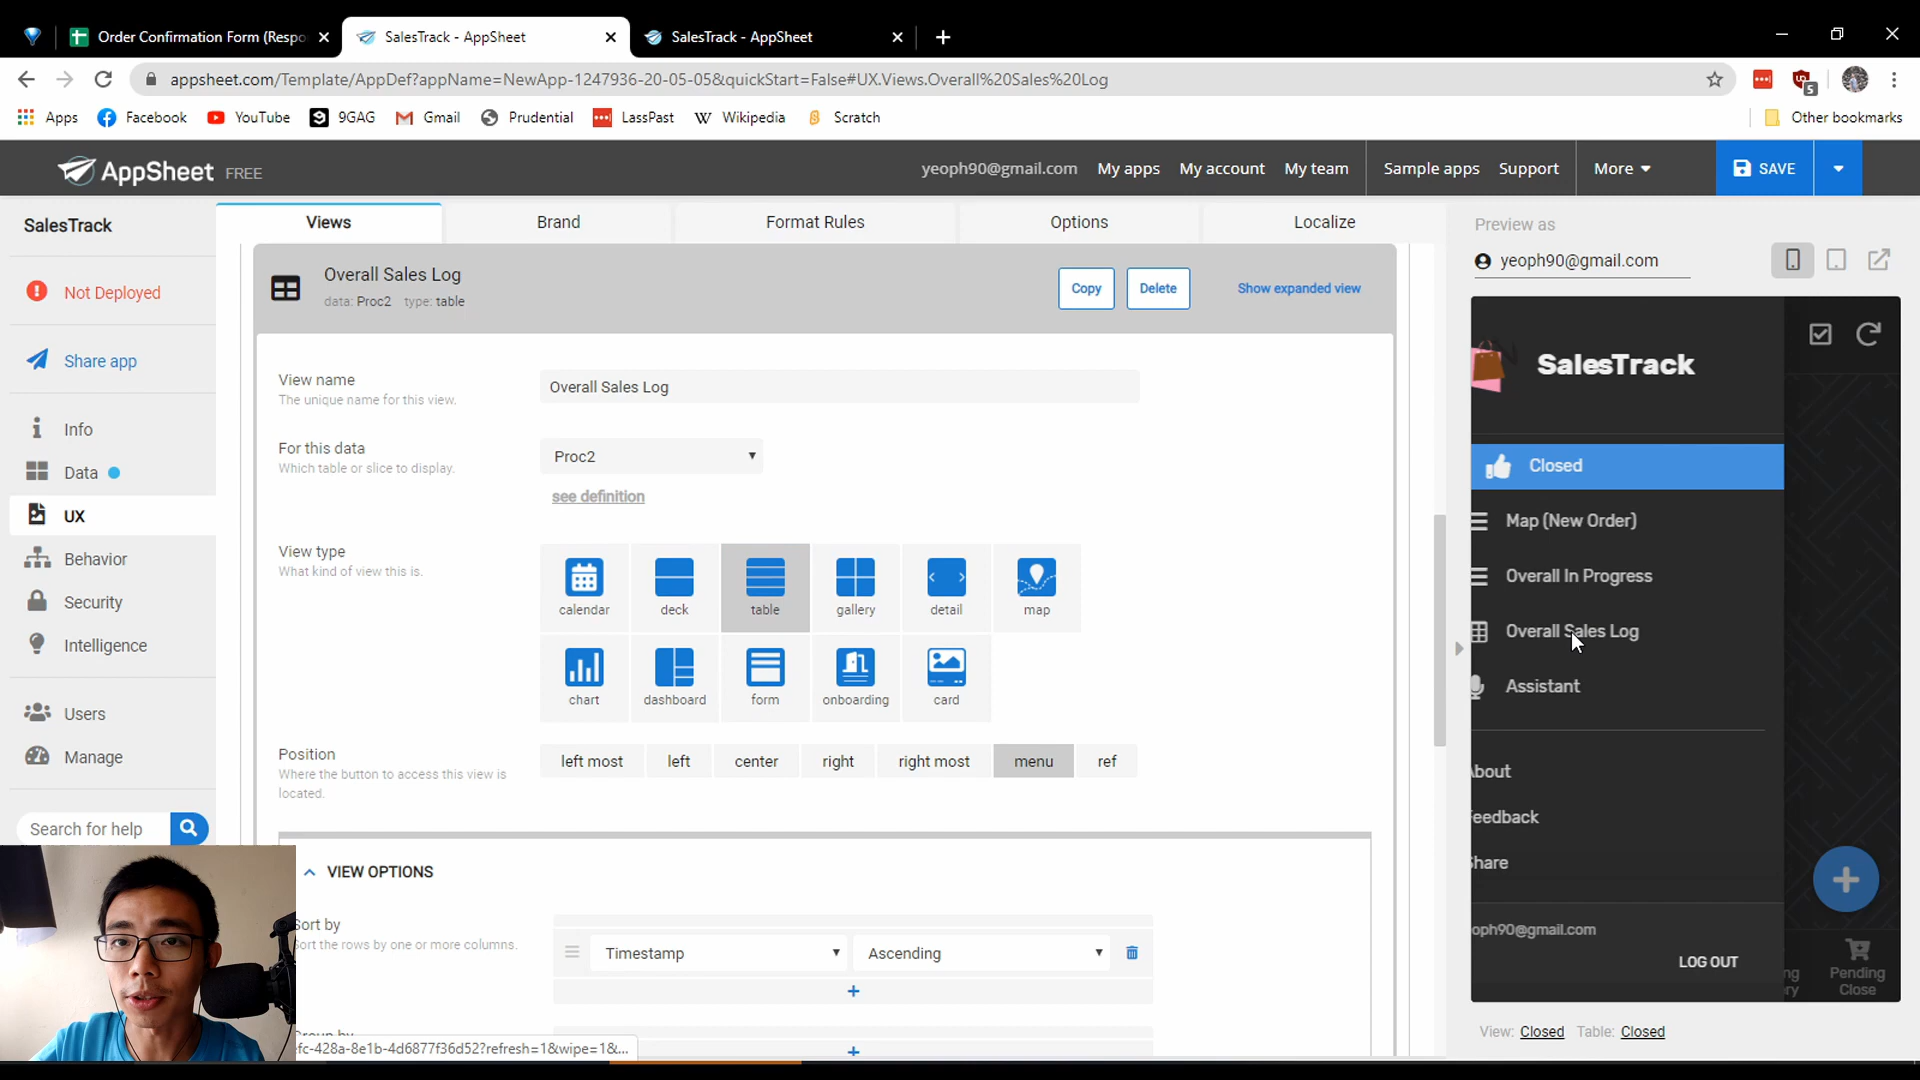 Order Confirmation Form (Respo
SalesTrack - AppSheet
SalesTrack - AppSheet
appsheet.com/Template/AppDef?appName=NewApp-1247936-20-05-05&quickStart=False#UX.Views.Overall%20Sales%20Log
5
Apps
Facebook
YouTube
9GAG
Gmail
Prudential
LassPast
Wikipedia
Scratch
Other bookmarks
AppSheet FREE
yeoph90@gmail.com
My apps
My account
My team
Sample apps
Support
More
SAVE
SalesTrack
Views
Brand
Format Rules
Options
Localize
Preview as
yeoph90@gmail.com
Not Deployed
Share app
Info
Data
UX
Behavior
Security
Intelligence
Users
Manage
Search for help
Overall Sales Log
data: Proc2 type: table
Copy
Delete
Show expanded view
View name
The unique name for this view.
Overall Sales Log
For this data
Which table or slice to display.
Proc2
see definition
View type
What kind of view this is.
calendar
deck
table
gallery
detail
map
chart
dashboard
form
onboarding
card
Position
Where the button to access this view is
located.
left most
left
center
right
right most
menu
ref
VIEW OPTIONS
Sort by
Sort the rows by one or more columns.
Timestamp
Ascending
Group by
efc-428a-8e1b-4d6877f36d52?refresh=1&wipe=1&...
SalesTrack
Closed
Map (New Order)
Overall In Progress
Overall Sales Log
Assistant
About
Feedback
Share
oph90@gmail.com
LOG OUT
Pending
Close
View: Closed Table: Closed